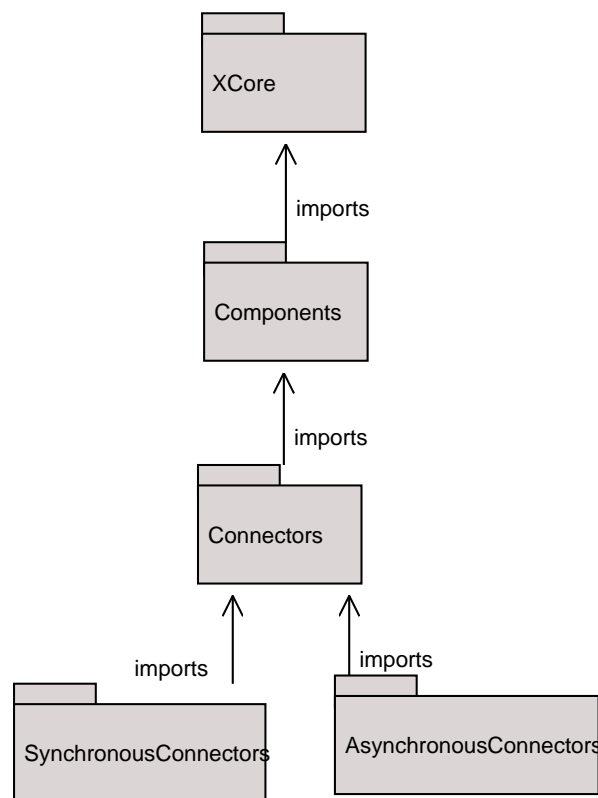 XCore
imports
Components
imports
Connectors
imports
imports
SynchronousConnectors
AsynchronousConnectors